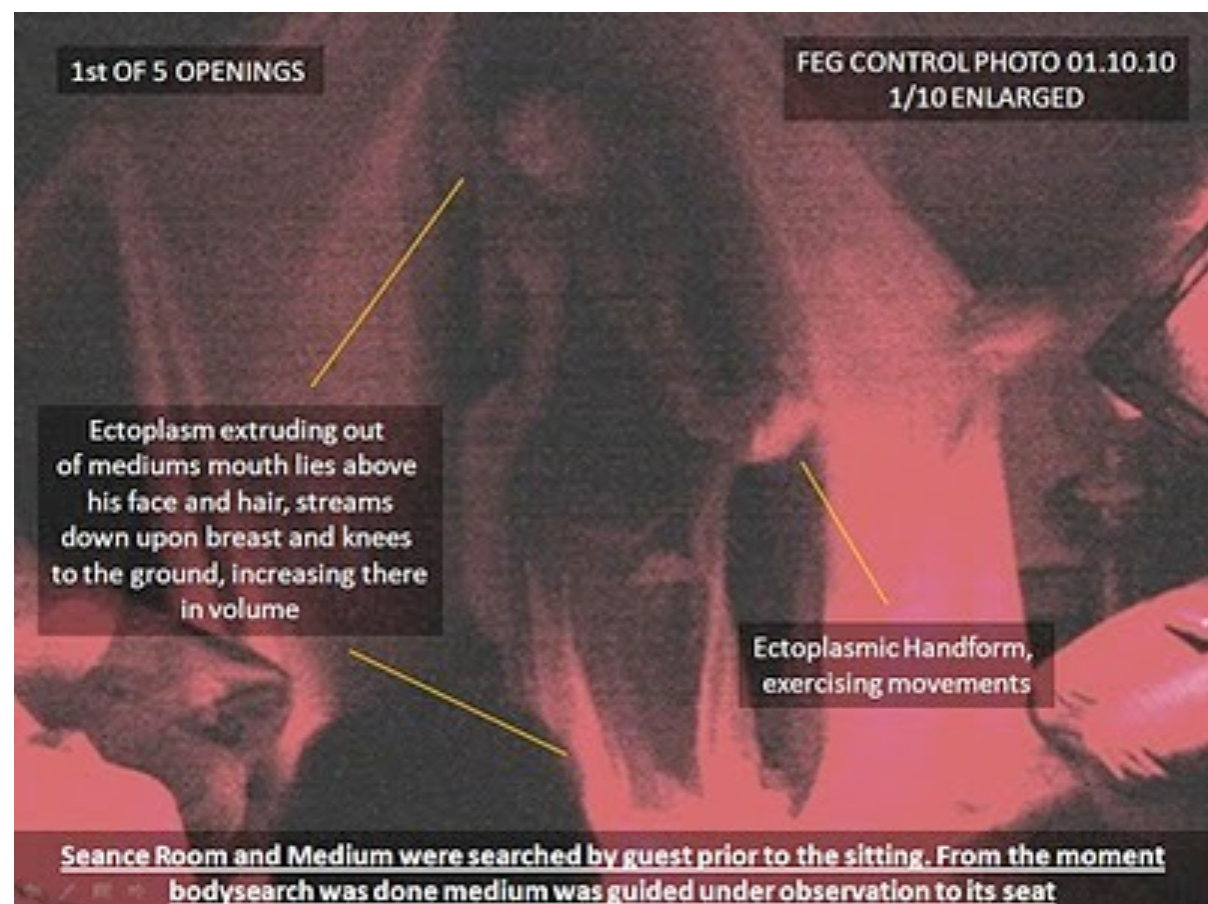 1st OF 5 OPENINGS
FEG CONTROL PHOTO 01.10.10
1/10 ENLARGED
Ectoplasm extruding out
of mediums mouth lies above
his face and hair, streams
down upon breast and knees
to the ground, increasing there
in volume
Ectoplasmic Handform,
exercising movements
Seance Room and Medium were searched by guest prior to the sitting. From the moment
bodysearch was done medium was guided under observation to its seat